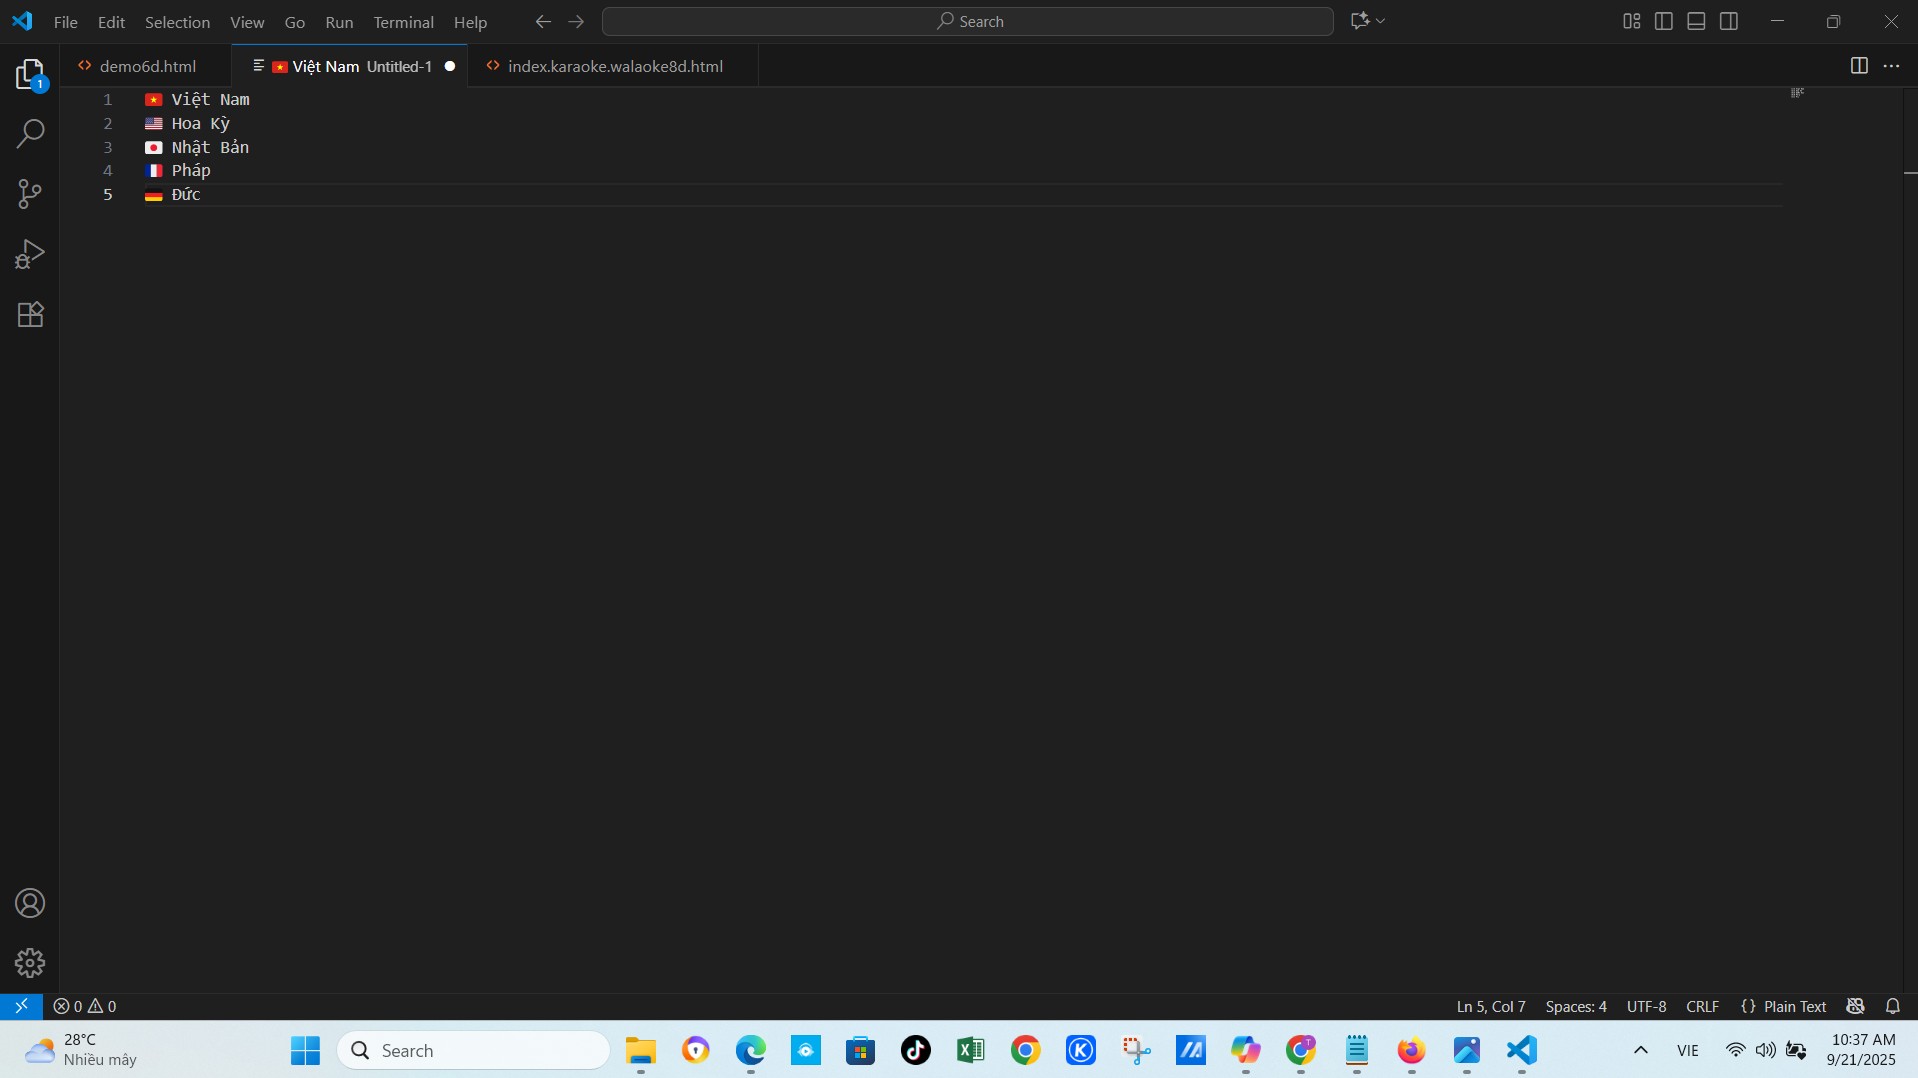 File Edit Selection View Go Run Terminal Help Search
1
demo6d.html
🇻🇳 Việt Nam Untitled-1
index.karaoke.walaoke8d.html
1 🇻🇳 Việt Nam
2 🇺🇸 Hoa Kỳ
3 🇯🇵 Nhật Bản
4 🇫🇷 Pháp
5 🇩🇪 Đức
0 0 Ln 5, Col 7 Spaces: 4 UTF-8 CRLF {} Plain Text
28°C
Nhiều mây
Search
VIE
10:37 AM
9/21/2025